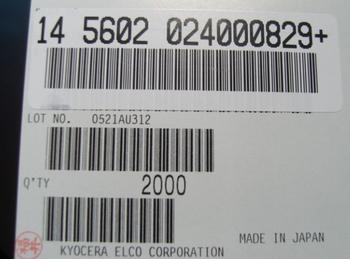 14 5602 024000829+
LOT NO. 0521AU312
Q'TY 2000
MADE IN JAPAN
KYOCERA ELCO CORPORATION